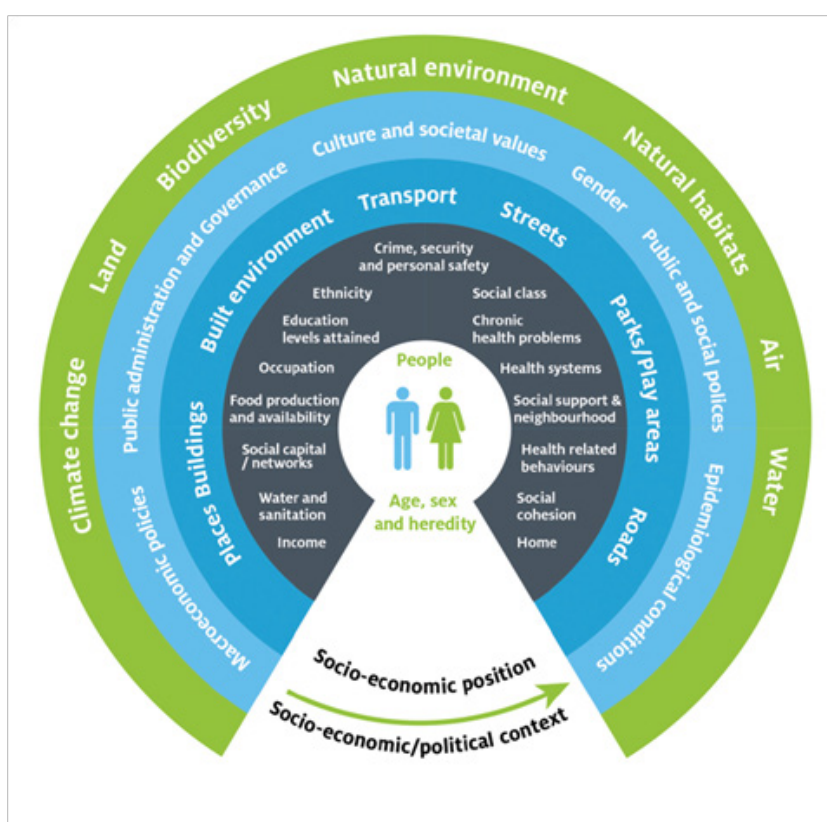 Climate change
Land
Biodiversity
Natural environment
Natural habitats
Air
Water
Macroeconomic policies
Public administration and Governance
Culture and societal values
Gender
Public and social polices
Epidemiological conditions
Places
Buildings
Built environment
Transport
Streets
Parks/Play areas
Roads
Crime, security
and personal safety
Ethnicity
Education
levels attained
Occupation
Food production
and availability
Social capital
/ networks
Water and
sanitation
Income
Social class
Chronic
health problems
Health systems
Social support &
neighbourhood
Health related
behaviours
Social
cohesion
Home
People
Age, sex
and heredity
Socio-economic position
Socio-economic/political context